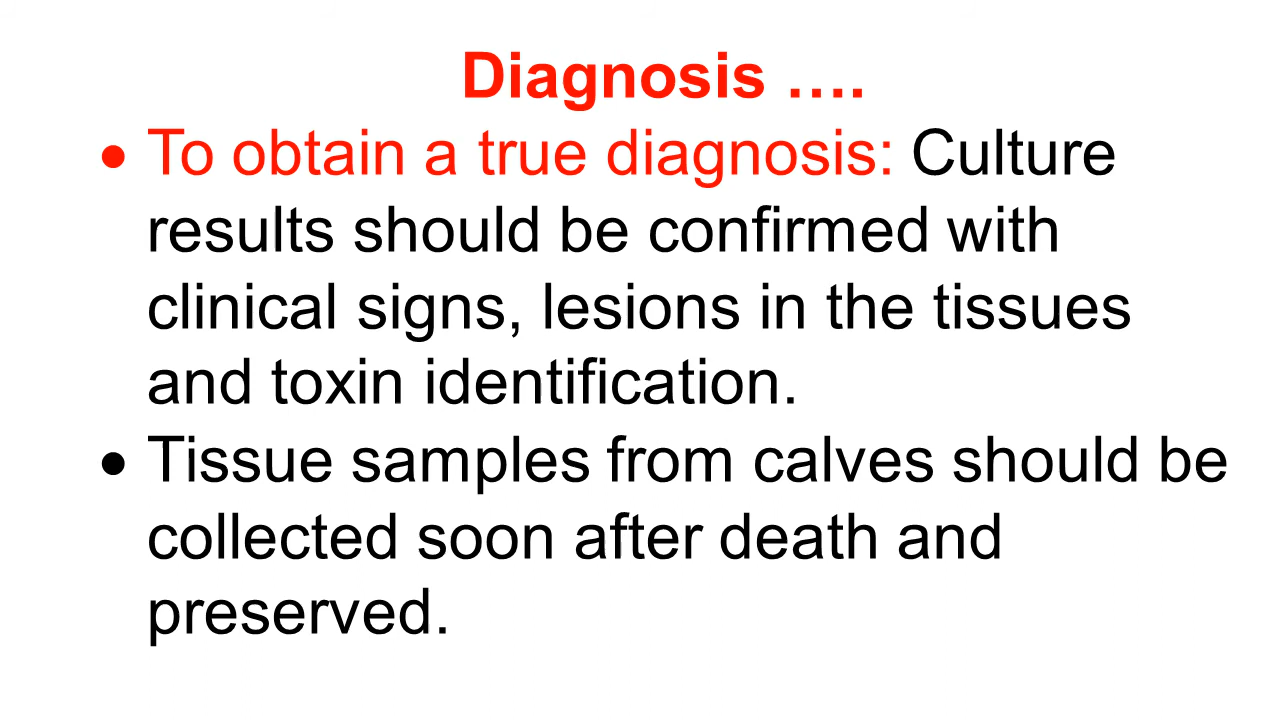 Diagnosis ....
• To obtain a true diagnosis: Culture
results should be confirmed with
clinical signs, lesions in the tissues
and toxin identification.
• Tissue samples from calves should be
collected soon after death and
preserved.